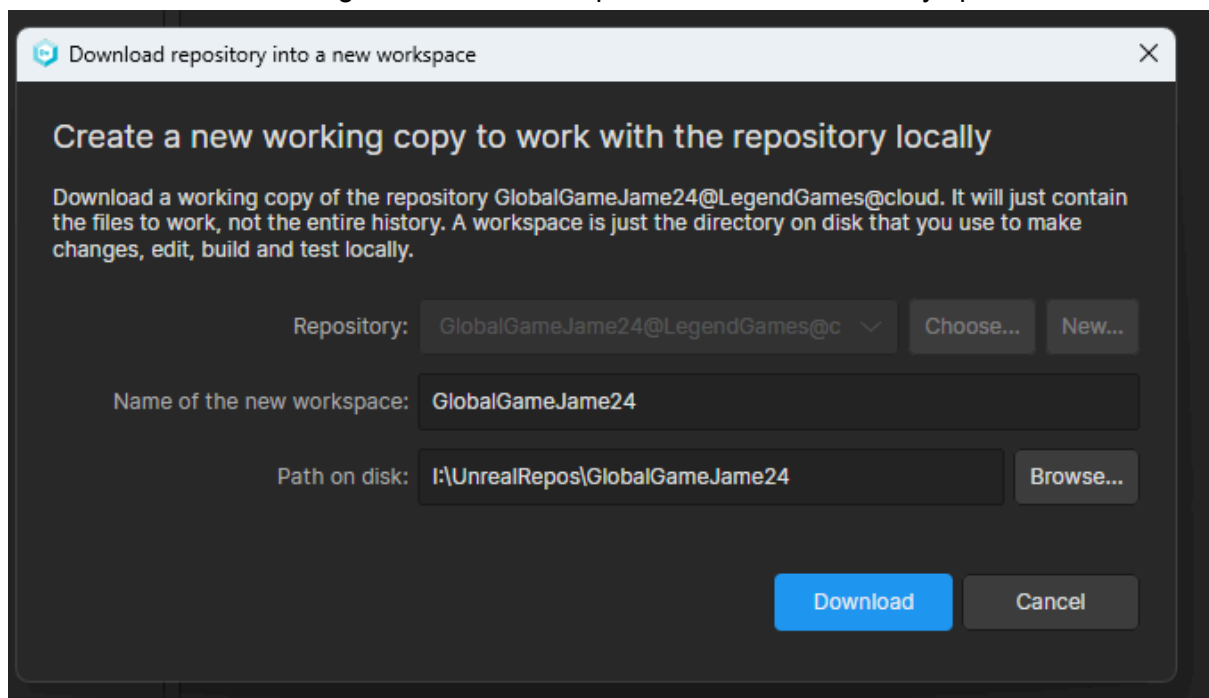 Download repository into a new workspace
Create a new working copy to work with the repository locally
Download a working copy of the repository GlobalGameJame24@LegendGames@cloud. It will just contain
the files to work, not the entire history. A workspace is just the directory on disk that you use to make
changes, edit, build and test locally.
Repository: GlobalGameJame24@LegendGames@c Choose... New...
Name of the new workspace: GlobalGameJame24
Path on disk: I:\UnrealRepos\GlobalGameJame24 Browse...
Download Cancel